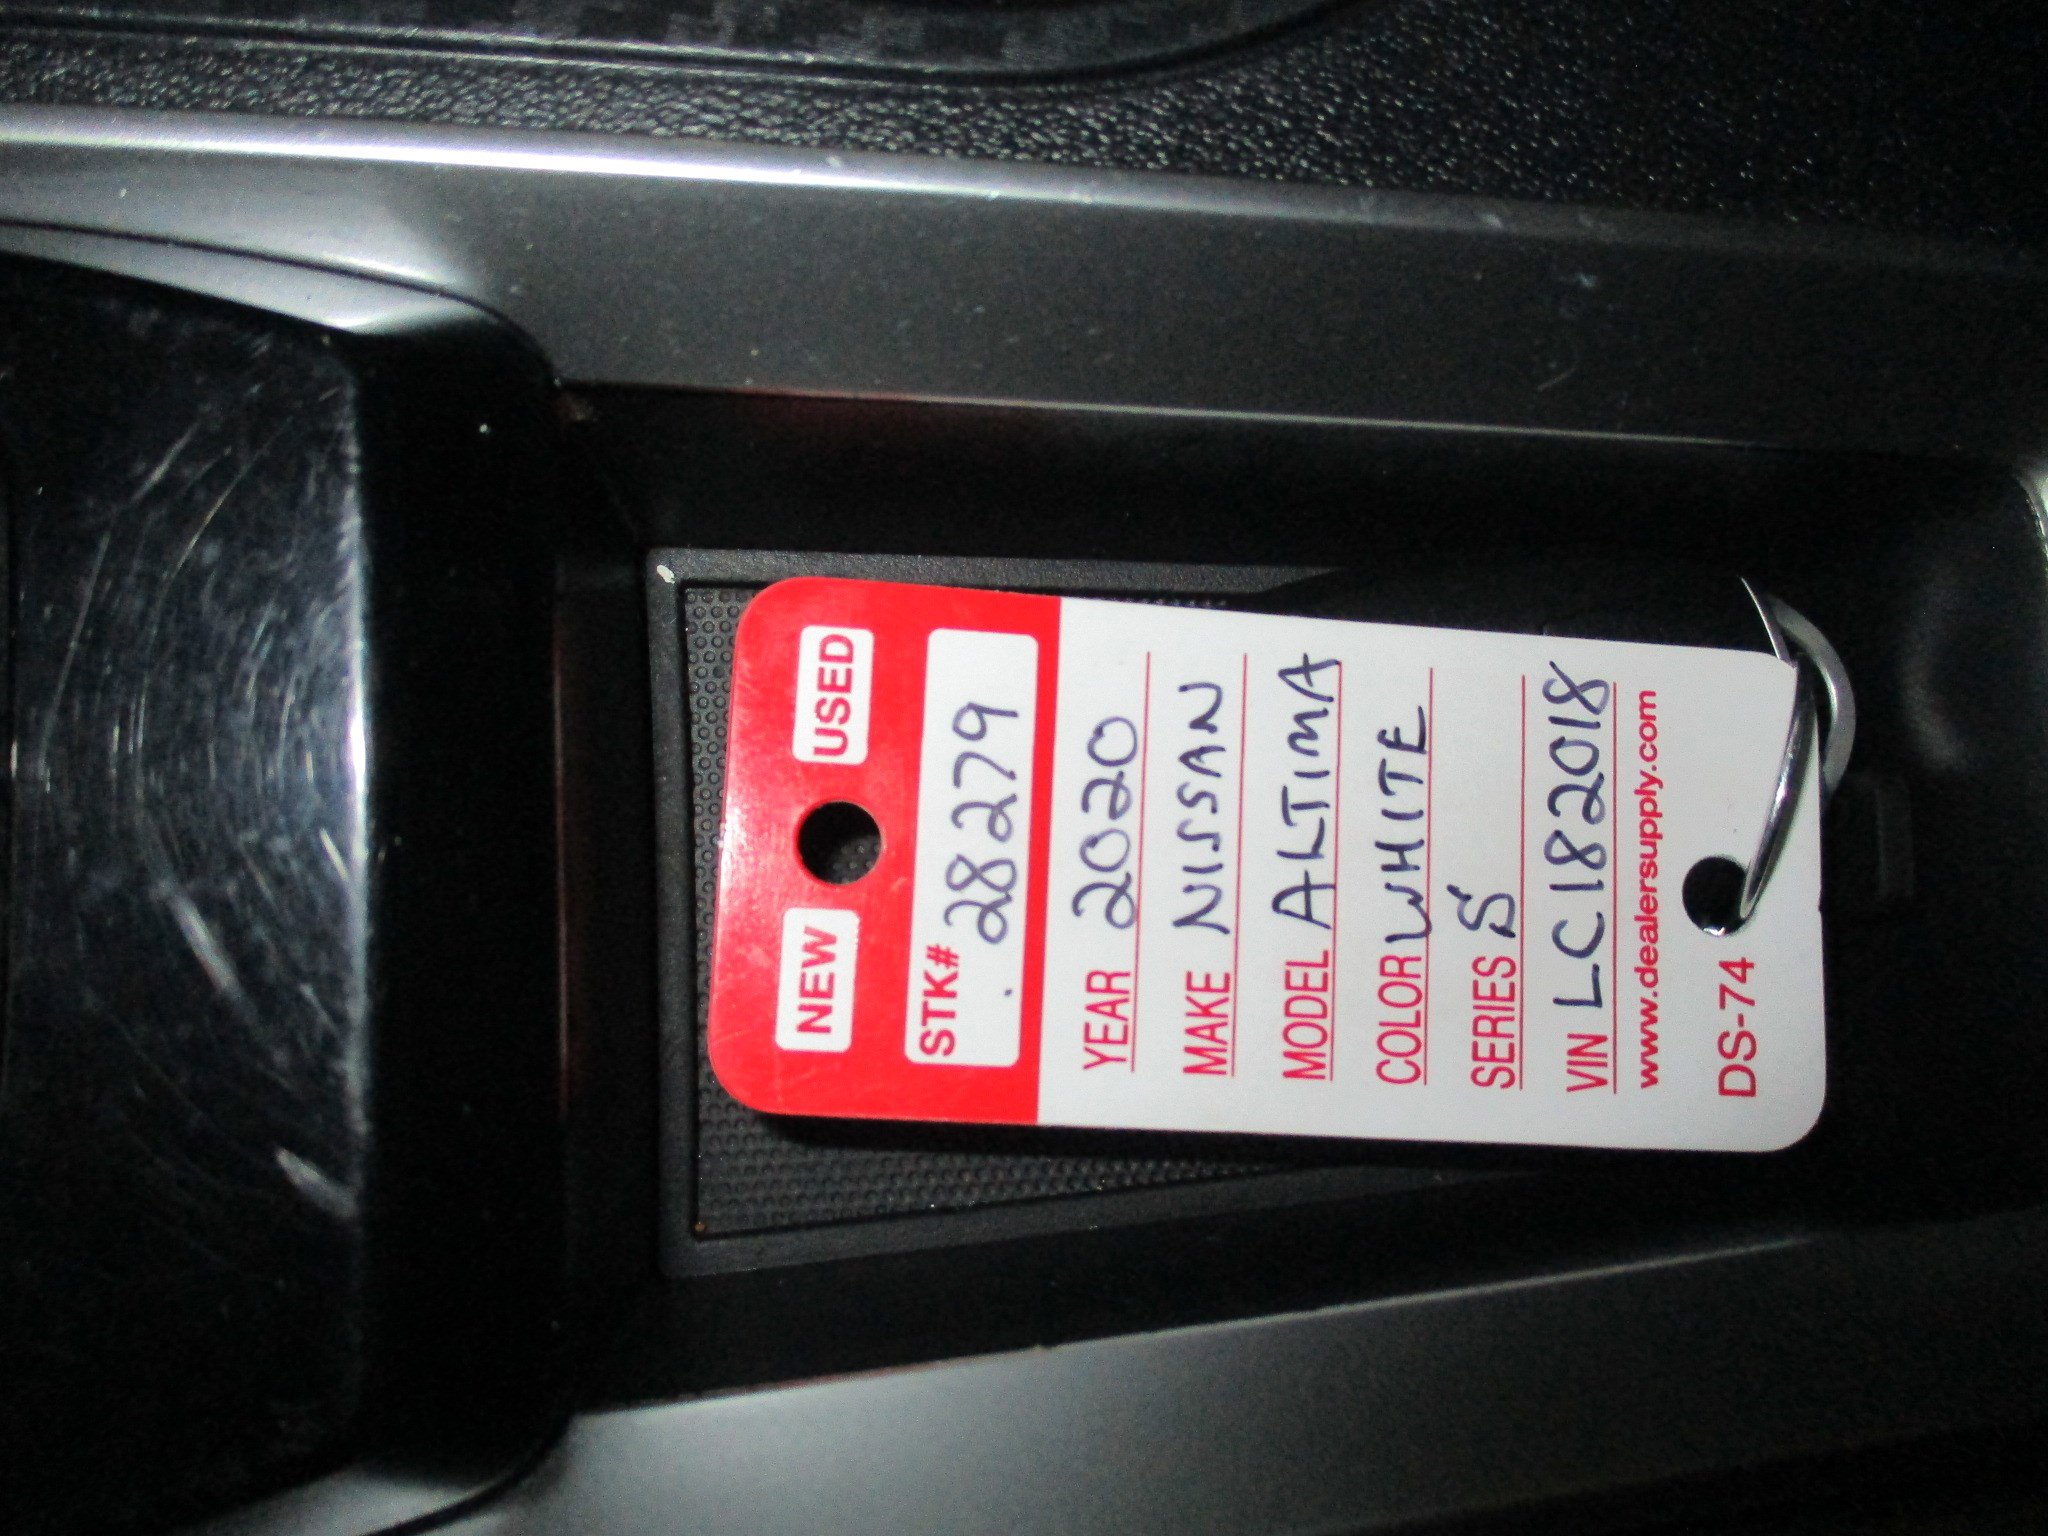 NEW USED
STK# 28279
YEAR 2020
MAKE NISSAN
MODEL ALTIMA
COLOR WHITE
SERIES S
VIN LC182018
www.dealersupply.com
DS-74